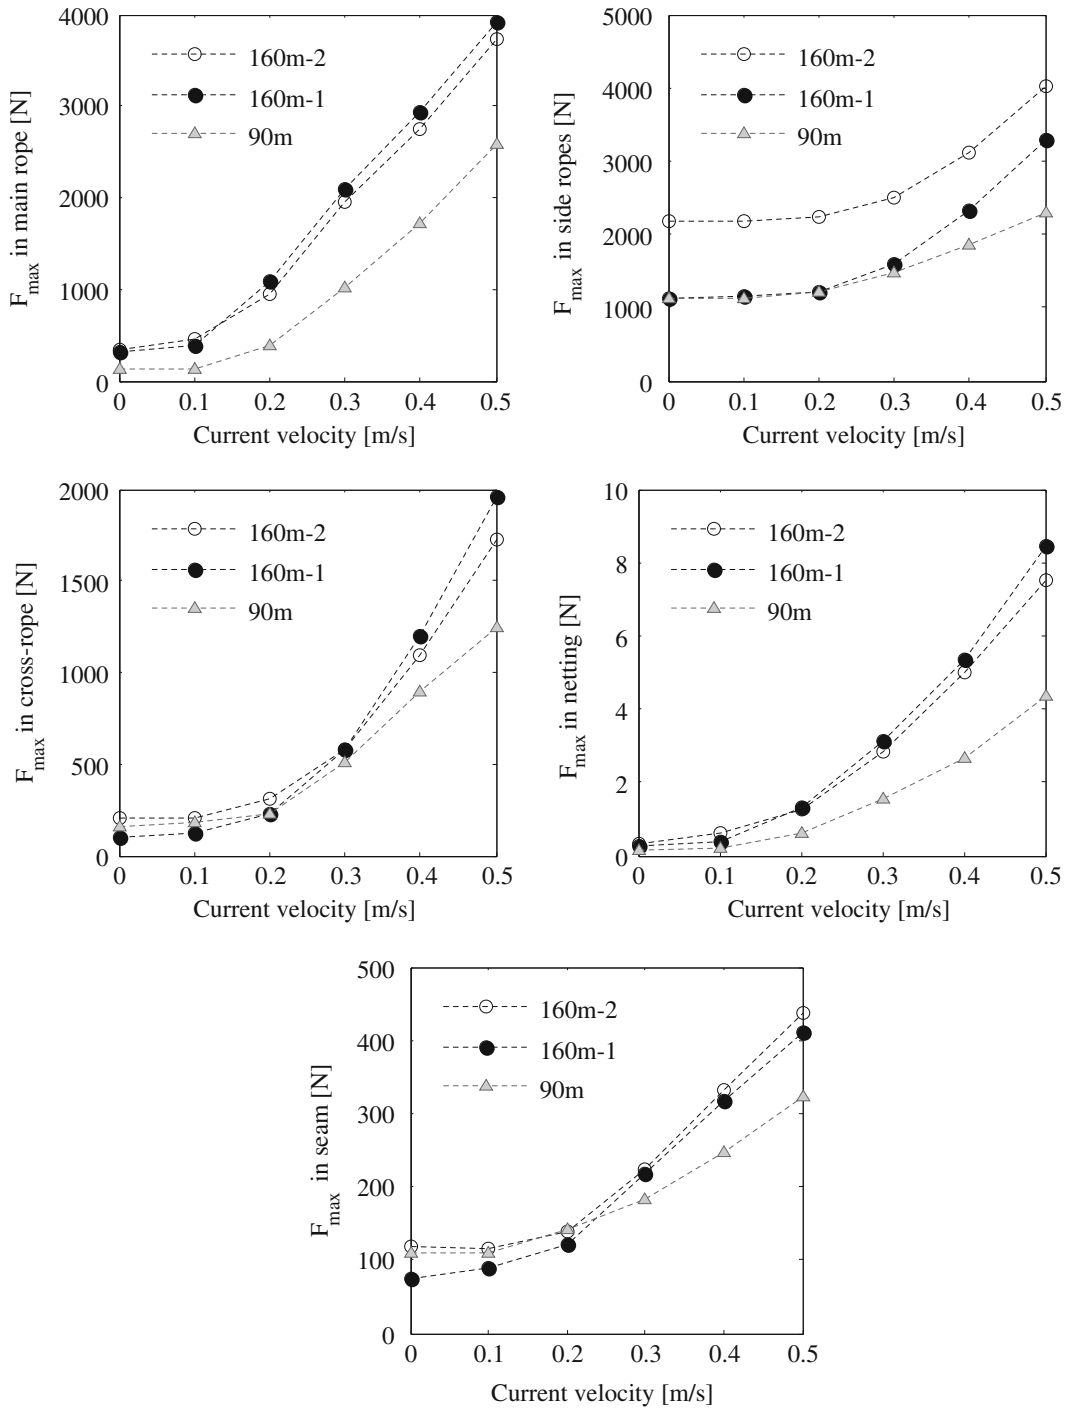 4000
3000
2000
1000
0
F_max in main rope [N]
160m-2
160m-1
90m
0 0.1 0.2 0.3 0.4 0.5
Current velocity [m/s]
5000
4000
3000
2000
1000
0
F_max in side ropes [N]
160m-2
160m-1
90m
0 0.1 0.2 0.3 0.4 0.5
Current velocity [m/s]
2000
1500
1000
500
0
F_max in cross-rope [N]
160m-2
160m-1
90m
0 0.1 0.2 0.3 0.4 0.5
Current velocity [m/s]
10
8
6
4
2
0
F_max in netting [N]
160m-2
160m-1
90m
0 0.1 0.2 0.3 0.4 0.5
Current velocity [m/s]
500
400
300
200
100
0
F_max in seam [N]
160m-2
160m-1
90m
0 0.1 0.2 0.3 0.4 0.5
Current velocity [m/s]